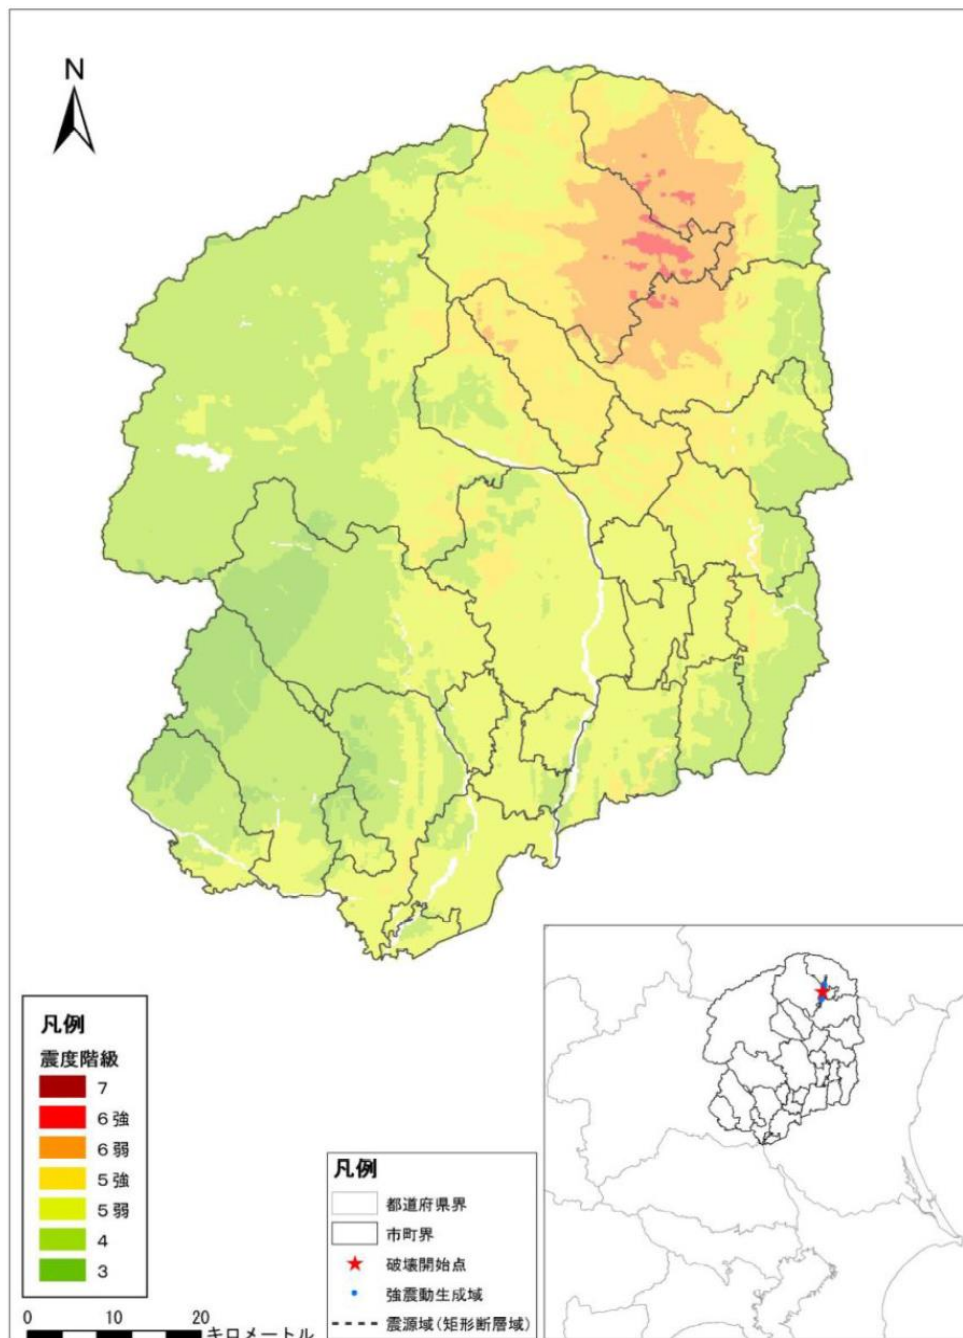 N
凡例
震度階級
7
6強
6弱
5強
5弱
4
3
0 10 20
キロメートル
凡例
都道府県界
市町界
破壊開始点
強震動生成域
震源域(矩形断層域)